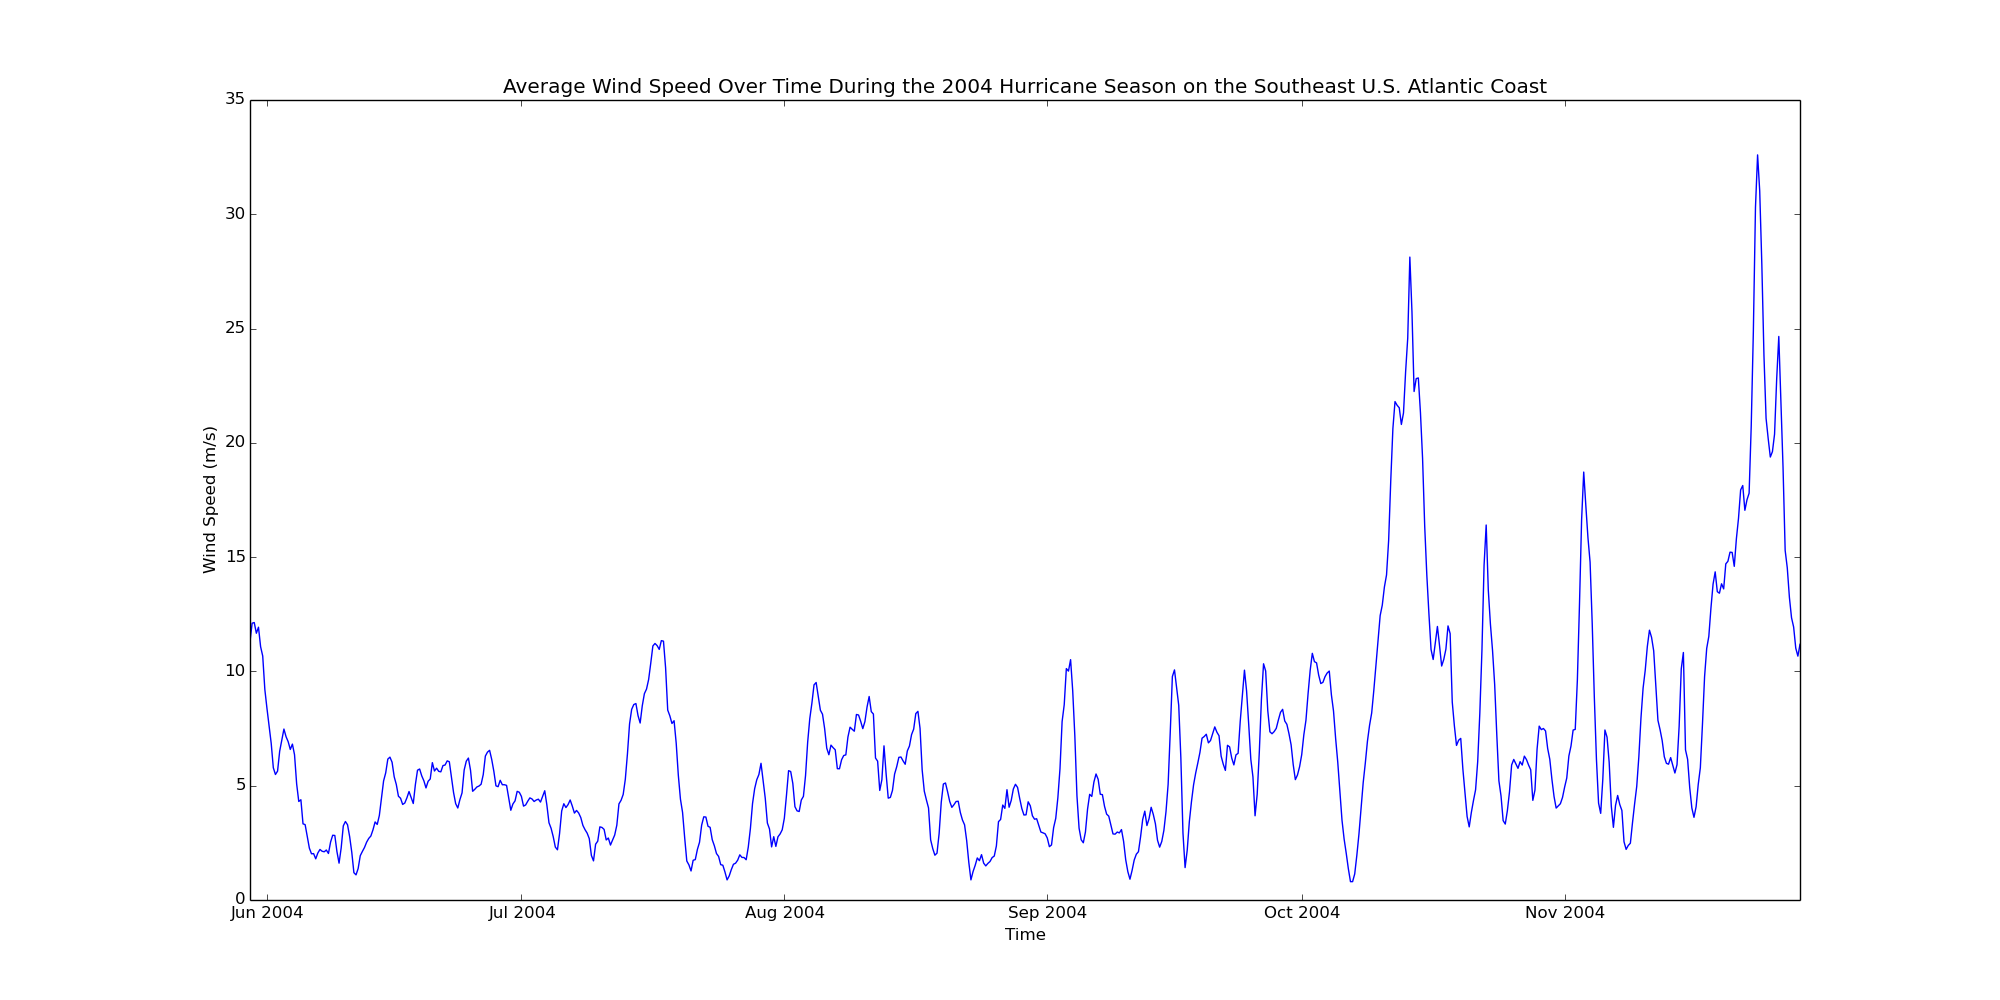 Average Wind Speed Over Time During the 2004 Hurricane Season on the Southeast U.S. Atlantic Coast
35
30
25
20
15
10
5
0
Wind Speed (m/s)
Jun 2004 Jul 2004 Aug 2004 Sep 2004 Oct 2004 Nov 2004
Time